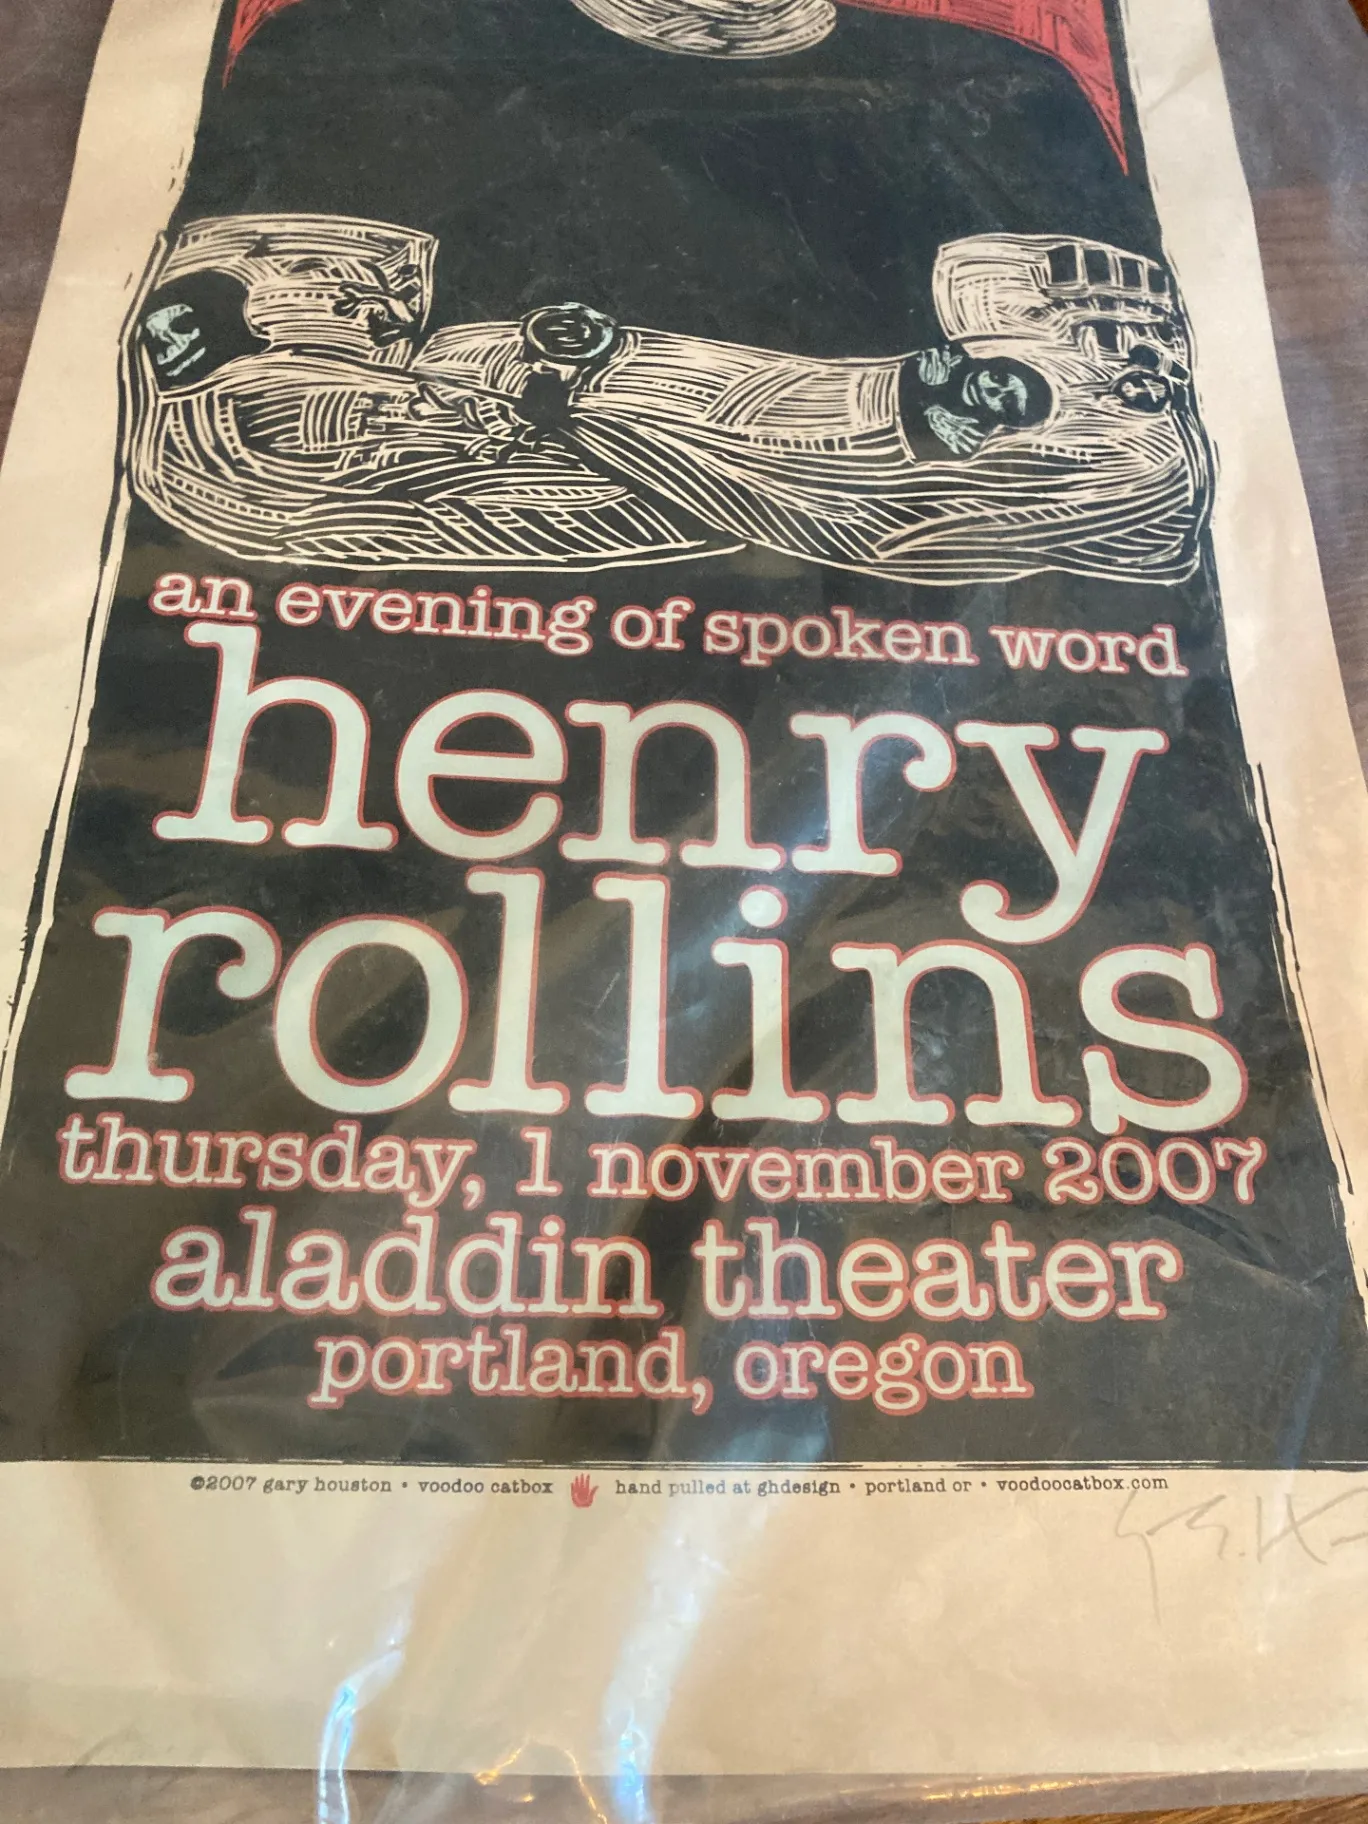 an evening of spoken word
henry
rollins
thursday, 1 november 2007
aladdin theater
portland, oregon
©2007 gary houston • voodoo catbox hand pulled at ghdesign • portland or • voodoocatbox.com